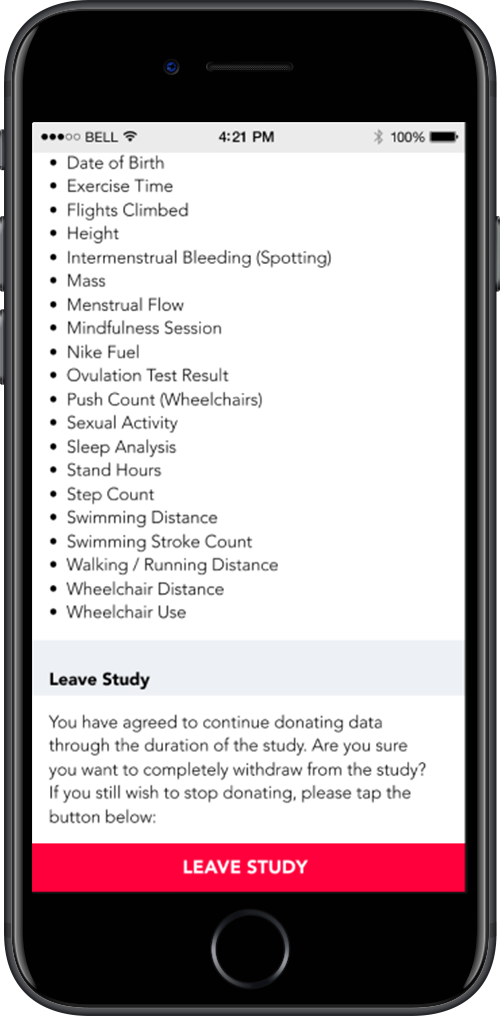 ●●●○○ BELL 4:21 PM 100%
• Date of Birth
• Exercise Time
• Flights Climbed
• Height
• Intermenstrual Bleeding (Spotting)
• Mass
• Menstrual Flow
• Mindfulness Session
• Nike Fuel
• Ovulation Test Result
• Push Count (Wheelchairs)
• Sexual Activity
• Sleep Analysis
• Stand Hours
• Step Count
• Swimming Distance
• Swimming Stroke Count
• Walking / Running Distance
• Wheelchair Distance
• Wheelchair Use
Leave Study
You have agreed to continue donating data
through the duration of the study. Are you sure
you want to completely withdraw from the study?
If you still wish to stop donating, please tap the
button below:
LEAVE STUDY